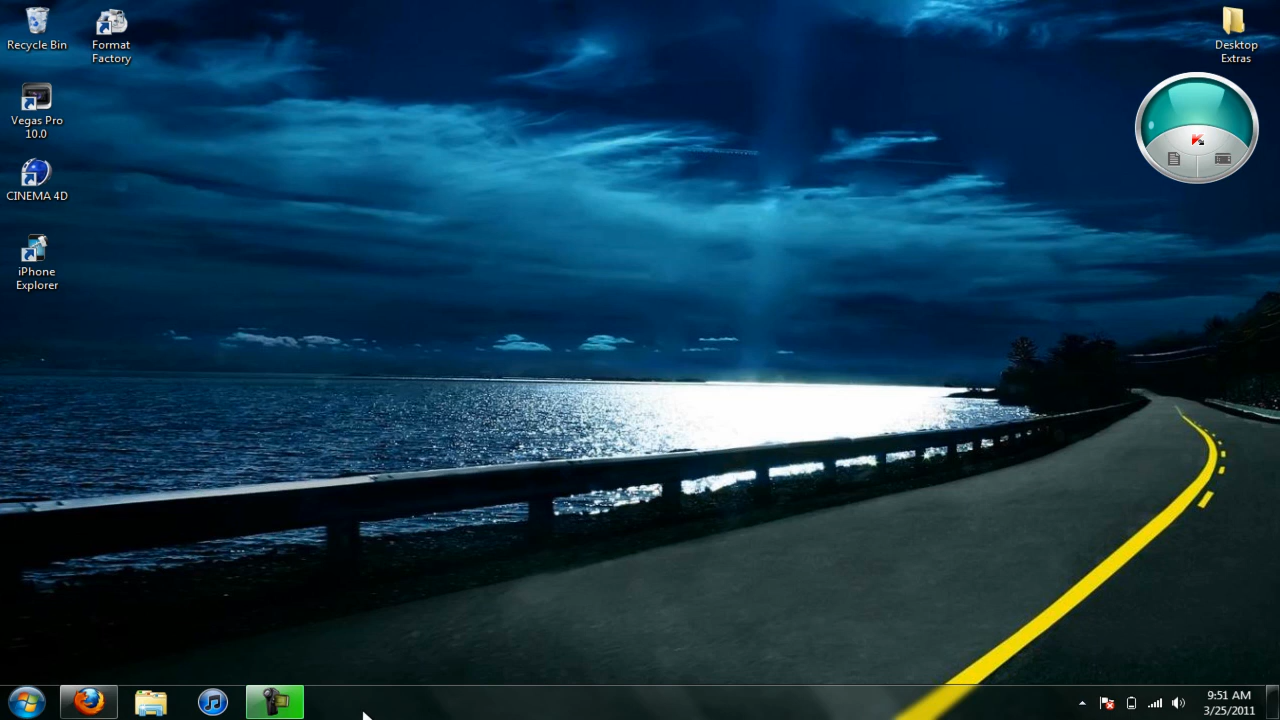 Recycle Bin
Format
Factory
Vegas Pro
10.0
CINEMA 4D
iPhone
Explorer
Desktop
Extras
9:51 AM
3/25/2011